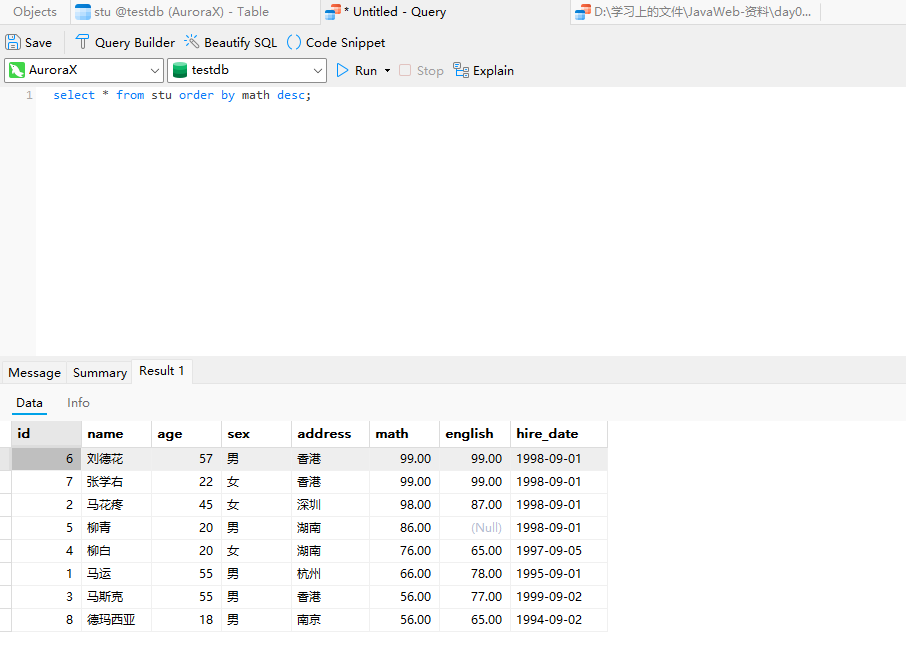 Objects stu @testdb (AuroraX) - Table * Untitled - Query D:\学习上的文件\JavaWeb-资料\day0...
Save Query Builder Beautify SQL () Code Snippet
AuroraX testdb Run Stop Explain
1 select * from stu order by math desc;
Message Summary Result 1
Data Info
id name age sex address math english hire_date
6 刘德花 57 男 香港 99.00 99.00 1998-09-01
7 张学右 22 女 香港 99.00 99.00 1998-09-01
2 马花疼 45 女 深圳 98.00 87.00 1998-09-01
5 柳青 20 男 湖南 86.00 (Null) 1998-09-01
4 柳白 20 女 湖南 76.00 65.00 1997-09-05
1 马运 55 男 杭州 66.00 78.00 1995-09-01
3 马斯克 55 男 香港 56.00 77.00 1999-09-02
8 德玛西亚 18 男 南京 56.00 65.00 1994-09-02